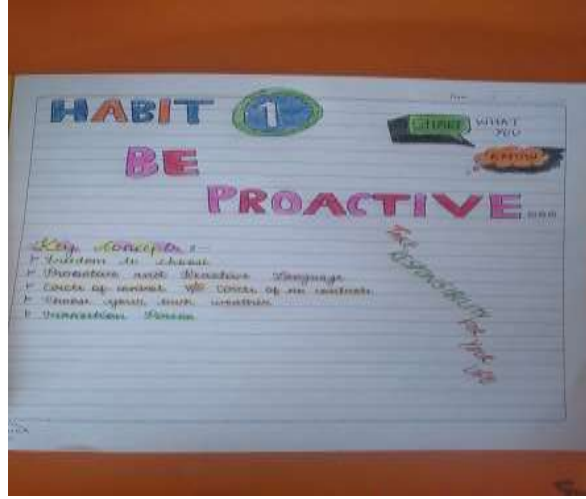 HABIT 1
SHARE WHAT
YOU
KNOW
BE
PROACTIVE....
Key Concepts :-
Freedom to choose
Proactive and Reactive Language
Circle of control v/s Circle of no control
Choose your own weather
Take RESPONSIBILITY for your life